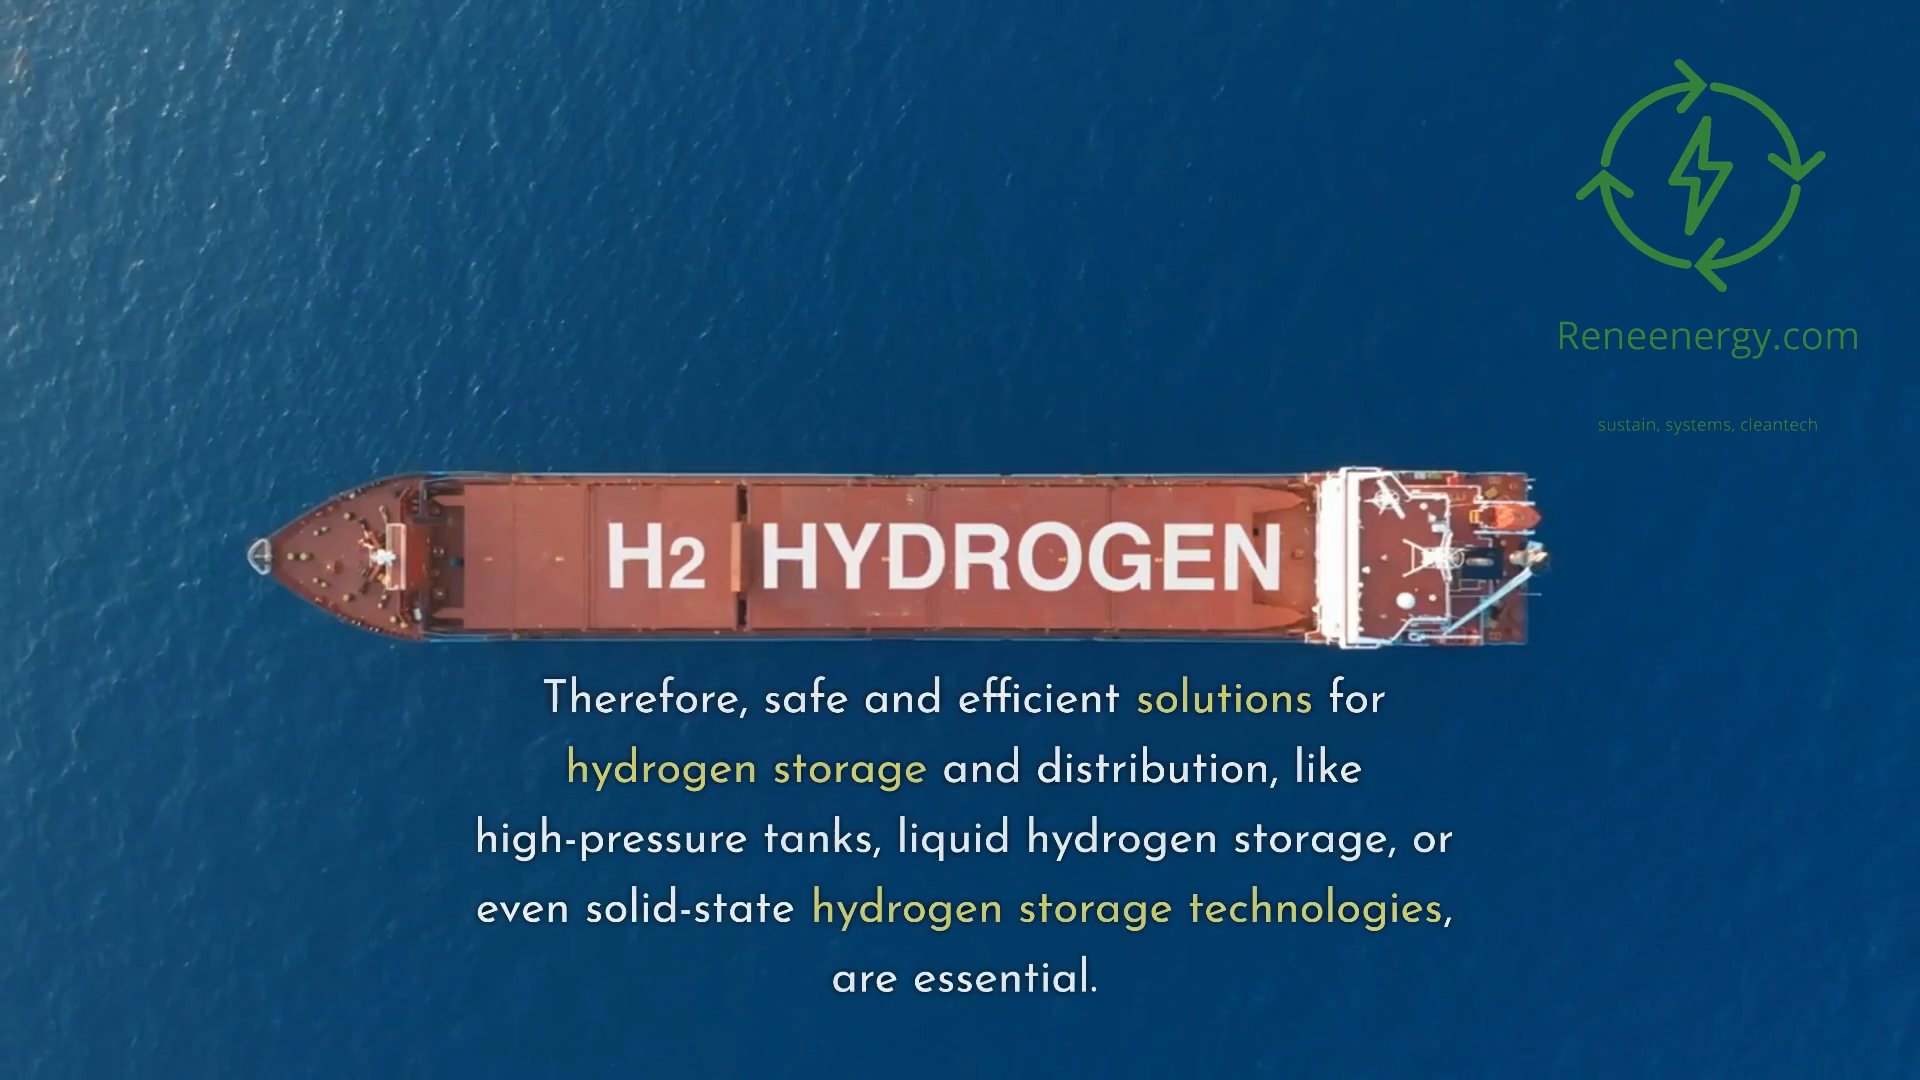 Reneenergy.com
sustain, systems, cleantech
H2 HYDROGEN
Therefore, safe and efficient solutions for
hydrogen storage and distribution, like
high-pressure tanks, liquid hydrogen storage, or
even solid-state hydrogen storage technologies,
are essential.